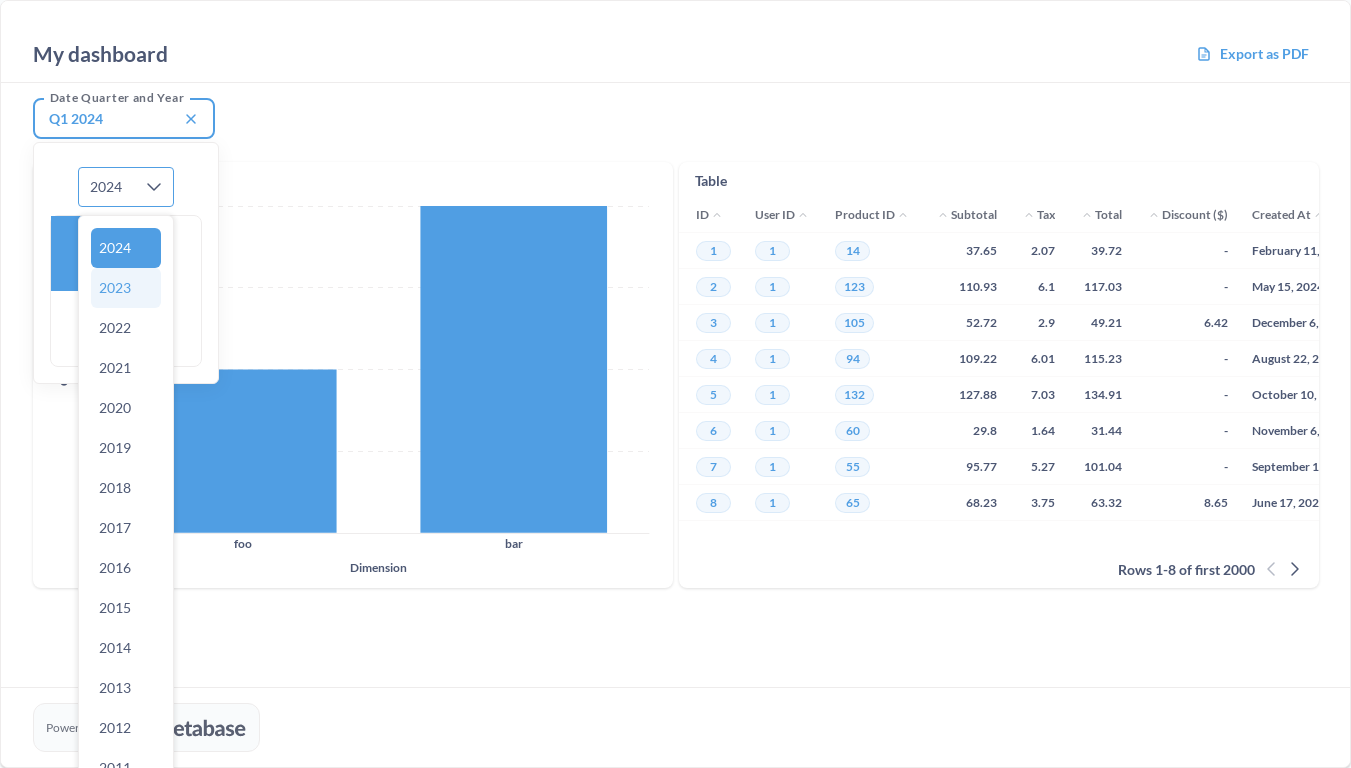 My dashboard
Export as PDF
Date Quarter and Year
Q1 2024
2024
2024
2023
2022
2021
2020
2019
2018
2017
2016
2015
2014
2013
2012
2011
foo
bar
Dimension
Table
ID User ID Product ID Subtotal Tax Total Discount ($) Created At
1 1 14 37.65 2.07 39.72 - February 11,
2 1 123 110.93 6.1 117.03 - May 15, 2024
3 1 105 52.72 2.9 49.21 6.42 December 6,
4 1 94 109.22 6.01 115.23 - August 22, 2
5 1 132 127.88 7.03 134.91 - October 10,
6 1 60 29.8 1.64 31.44 - November 6,
7 1 55 95.77 5.27 101.04 - September 1
8 1 65 68.23 3.75 63.32 8.65 June 17, 202
Rows 1-8 of first 2000
Power
etabase